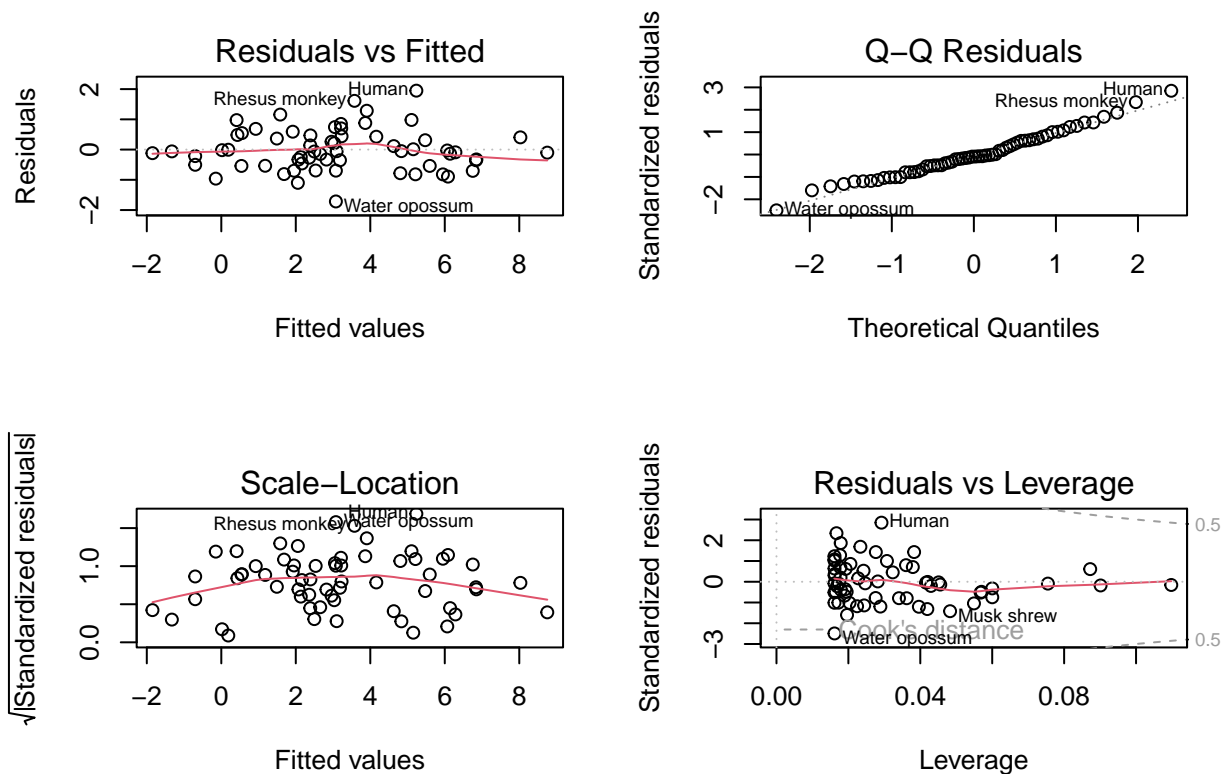 Residuals vs Fitted
Residuals
2
0
−2
Human
Rhesus monkey
Water opossum
−2 0 2 4 6 8
Fitted values
Q−Q Residuals
Standardized residuals
3
1
−2
Human
Rhesus monkey
Water opossum
−2 −1 0 1 2
Theoretical Quantiles
Scale−Location
√|Standardized residuals|
1.0
0.0
Human
Rhesus monkey
Water opossum
−2 0 2 4 6 8
Fitted values
Residuals vs Leverage
Standardized residuals
2
0
−3
0.5
Human
Musk shrew
Cook's distance
Water opossum
0.5
0.00 0.04 0.08
Leverage